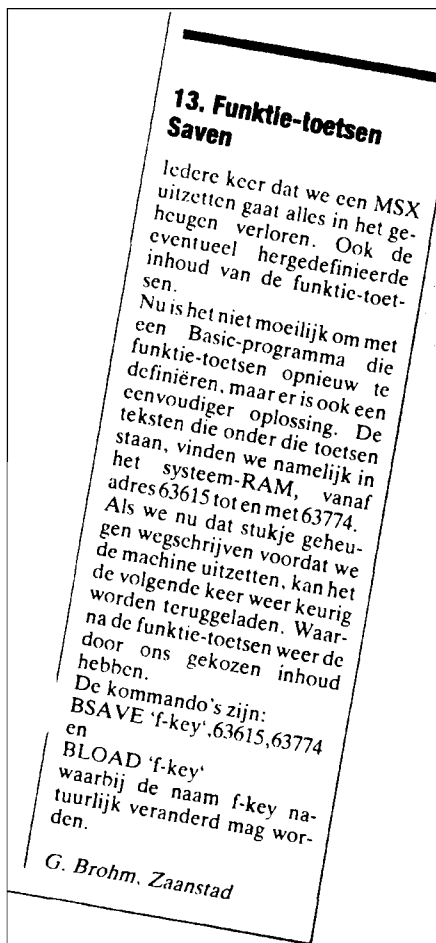 13. Funktie-toetsen
Saven
Iedere keer dat we een MSX
uitzetten gaat alles in het ge-
heugen verloren. Ook de
eventueel hergedefinieerde
inhoud van de funktie-toet-
sen.
Nu is het niet moeilijk om met
een Basic-programma die
funktie-toetsen opnieuw te
definiëren, maar er is ook een
eenvoudiger oplossing. De
teksten die onder die toetsen
staan, vinden we namelijk in
het systeem-RAM, vanaf
adres 63615 tot en met 63774.
Als we nu dat stukje geheu-
gen wegschrijven voordat we
de machine uitzetten, kan het
de volgende keer weer keurig
worden teruggeladen. Waar-
na de funktie-toetsen weer de
door ons gekozen inhoud
hebben.
De kommando's zijn:
BSAVE 'f-key',63615,63774
en
BLOAD 'f-key'
waarbij de naam f-key na-
tuurlijk veranderd mag wor-
den.
G. Brohm, Zaanstad